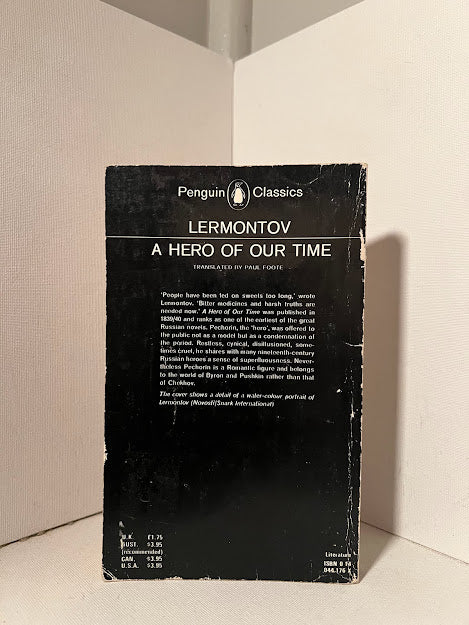 Penguin Classics
LERMONTOV
A HERO OF OUR TIME
TRANSLATED BY PAUL FOOTE
'People have been fed on sweets too long,' wrote
Lermontov. 'Bitter medicines and harsh truths are
needed now.' A Hero of Our Time was published in
1839/40 and ranks as one of the earliest of the great
Russian novels. Pechorin, the 'hero', was offered to
the public not as a model but as a condemnation of
the period. Restless, cynical, disillusioned, some-
times cruel, he shares with many nineteenth-century
Russian heroes a sense of superfluousness. Never-
theless Pechorin is a Romantic figure and belongs
to the world of Byron and Pushkin rather than that
of Chekhov.
The cover shows a detail of a water-colour portrait of
Lermontov (Novosti/Snark International)
U.K. £1.75
AUST. $3.95
(recommended)
CAN. $3.95
U.S.A. $3.95
Literature
ISBN 0 14
044.176 X